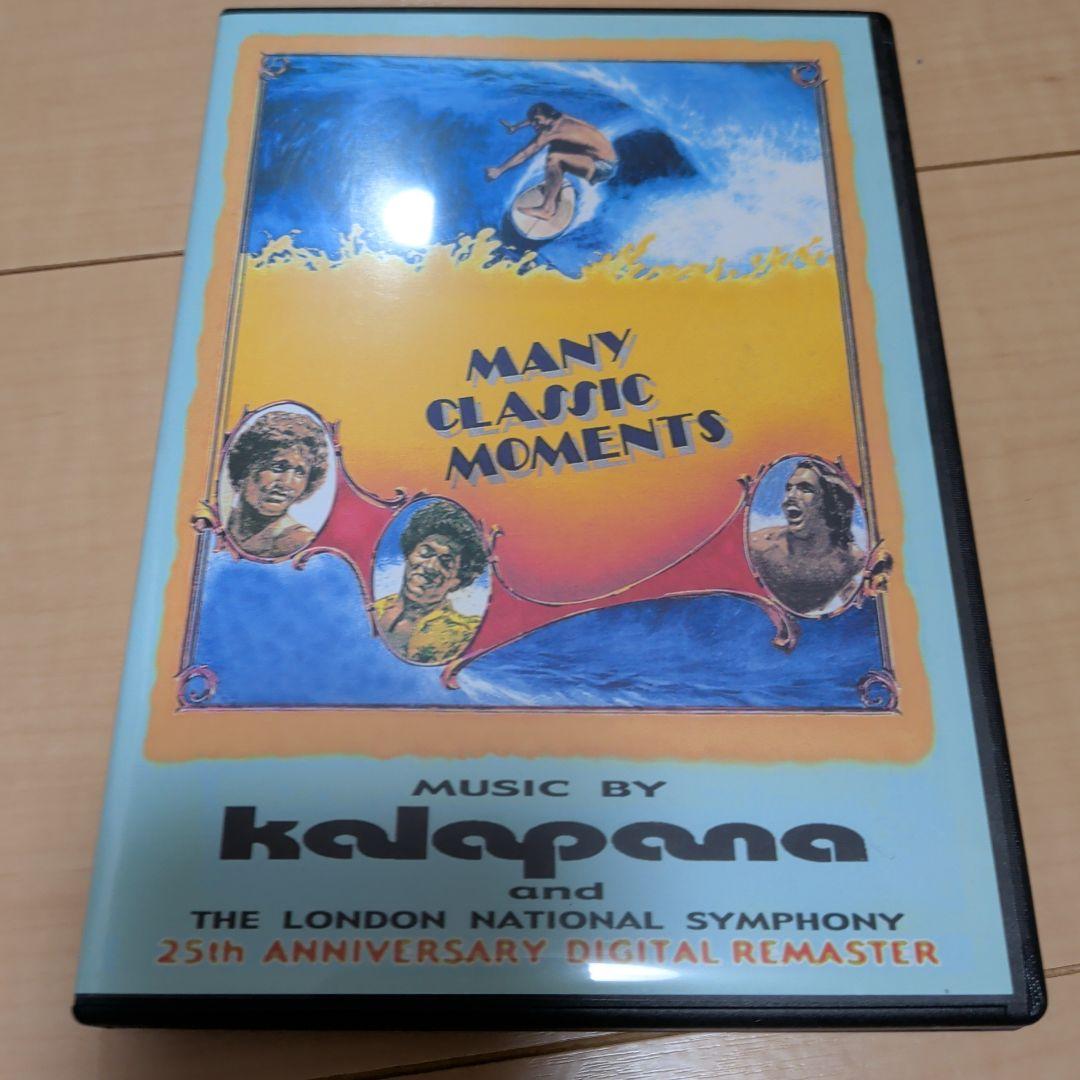 MANY
CLASSIC
MOMENTS
MUSIC BY
kalapana
and
THE LONDON NATIONAL SYMPHONY
25th ANNIVERSARY DIGITAL REMASTER